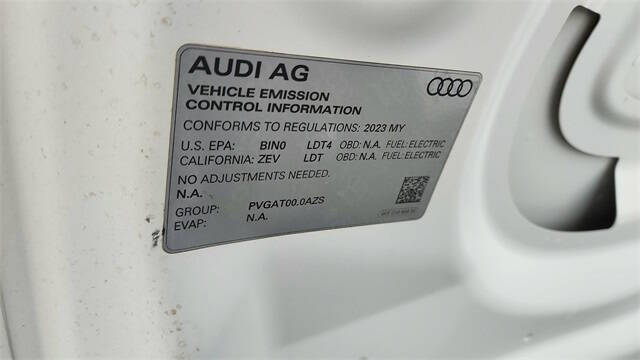 AUDI AG
VEHICLE EMISSION
CONTROL INFORMATION
CONFORMS TO REGULATIONS: 2023 MY
U.S. EPA: BIN0 LDT4 OBD: N.A. FUEL: ELECTRIC
CALIFORNIA: ZEV LDT OBD: N.A. FUEL: ELECTRIC
NO ADJUSTMENTS NEEDED.
N.A.
GROUP: PVGAT00.0AZS
EVAP: N.A.